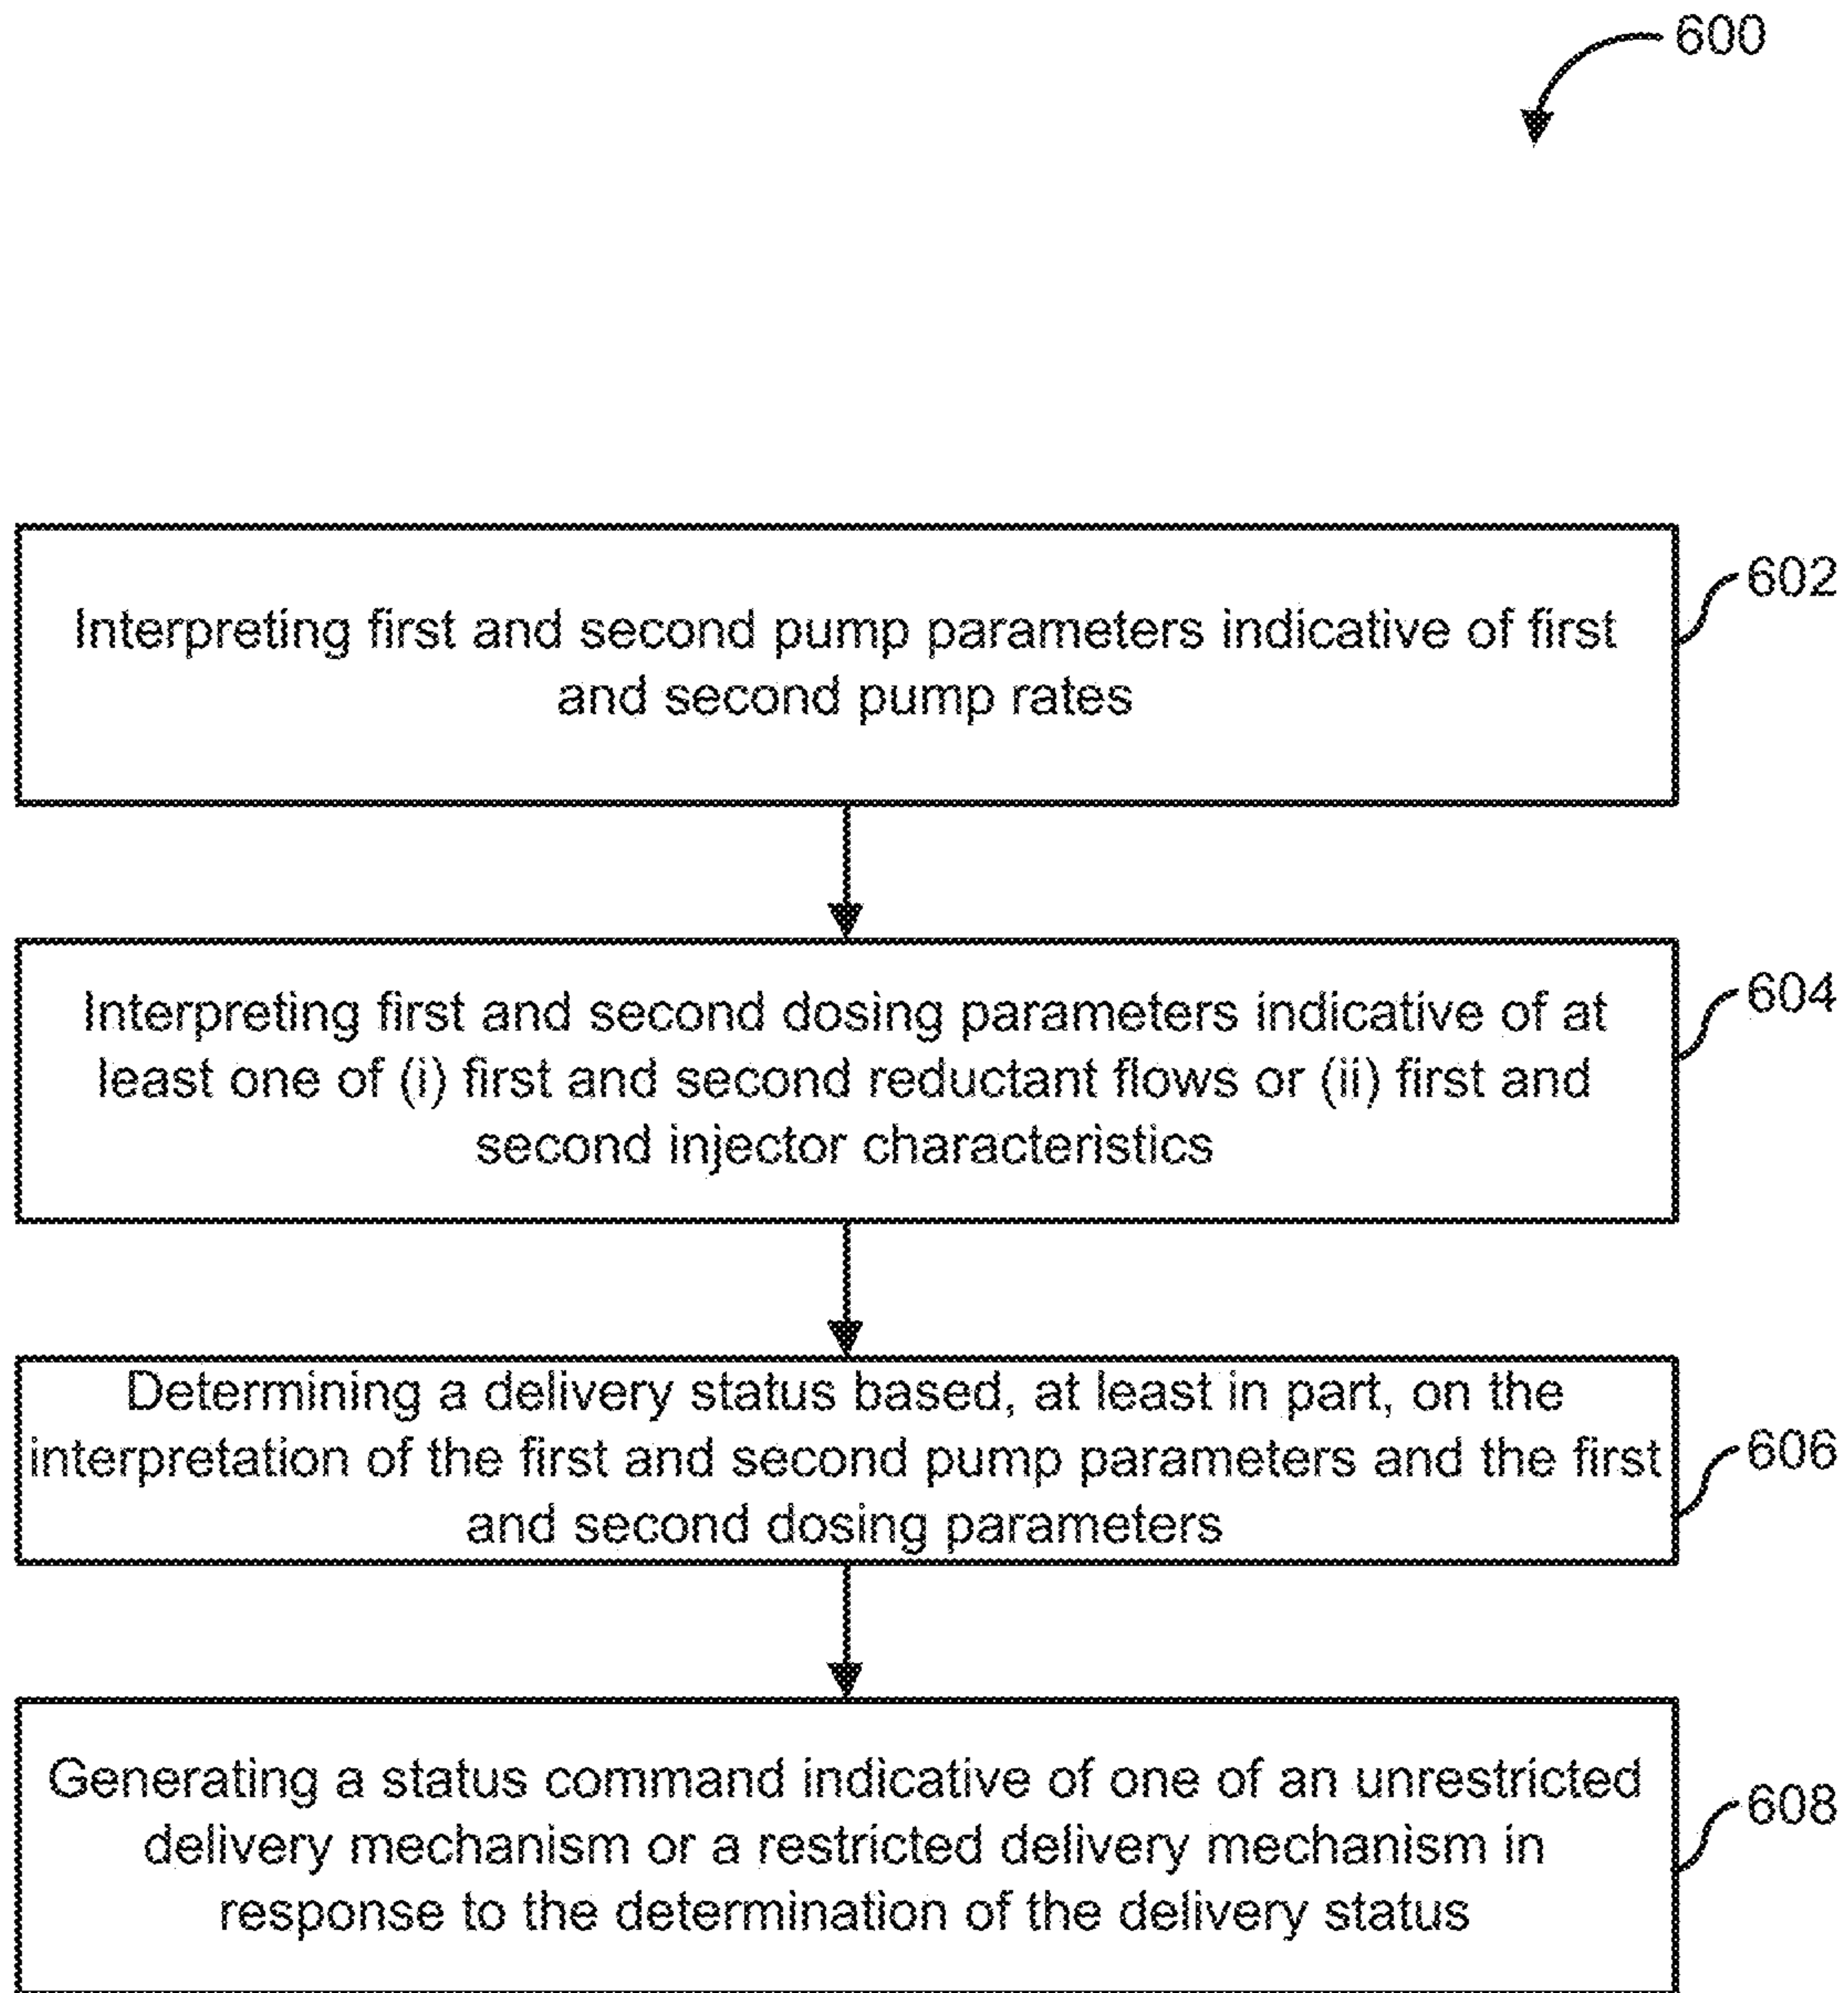 600
Interpreting first and second pump parameters indicative of first
and second pump rates
602
Interpreting first and second dosing parameters indicative of at
least one of (i) first and second reductant flows or (ii) first and
second injector characteristics
604
Determining a delivery status based, at least in part, on the
interpretation of the first and second pump parameters and the first
and second dosing parameters
606
Generating a status command indicative of one of an unrestricted
delivery mechanism or a restricted delivery mechanism in
response to the determination of the delivery status
608